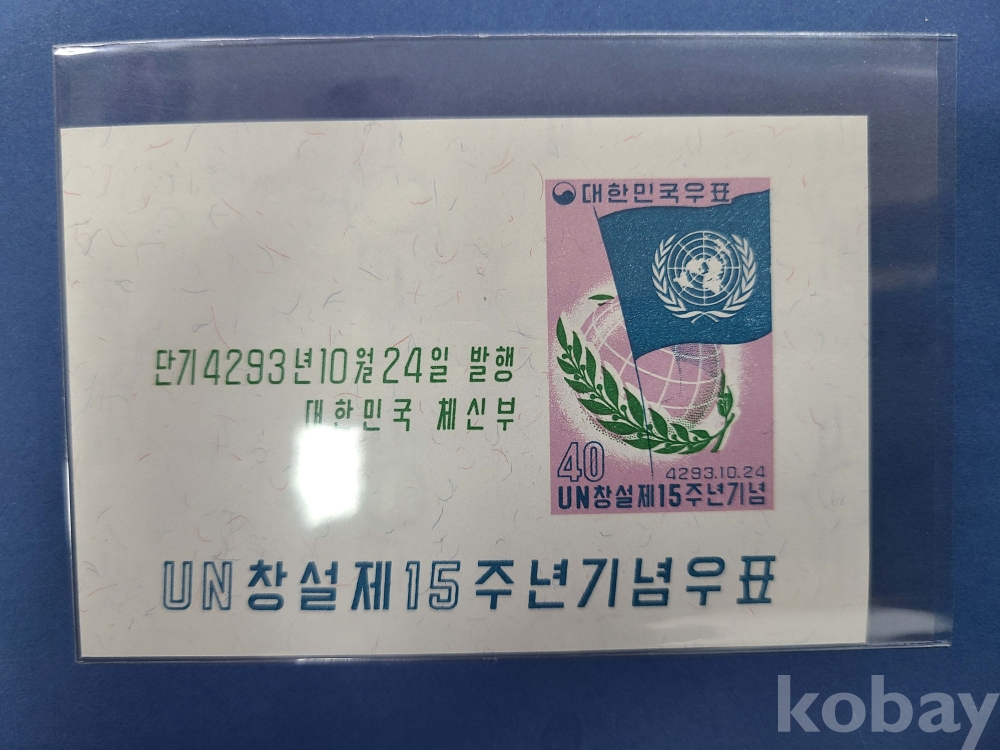 대한민국우표
단기 4293년 10월 24일 발행
대한민국 체신부
40
4293.10.24
UN창설제15주년기념
UN창설제15주년기념우표
kobay